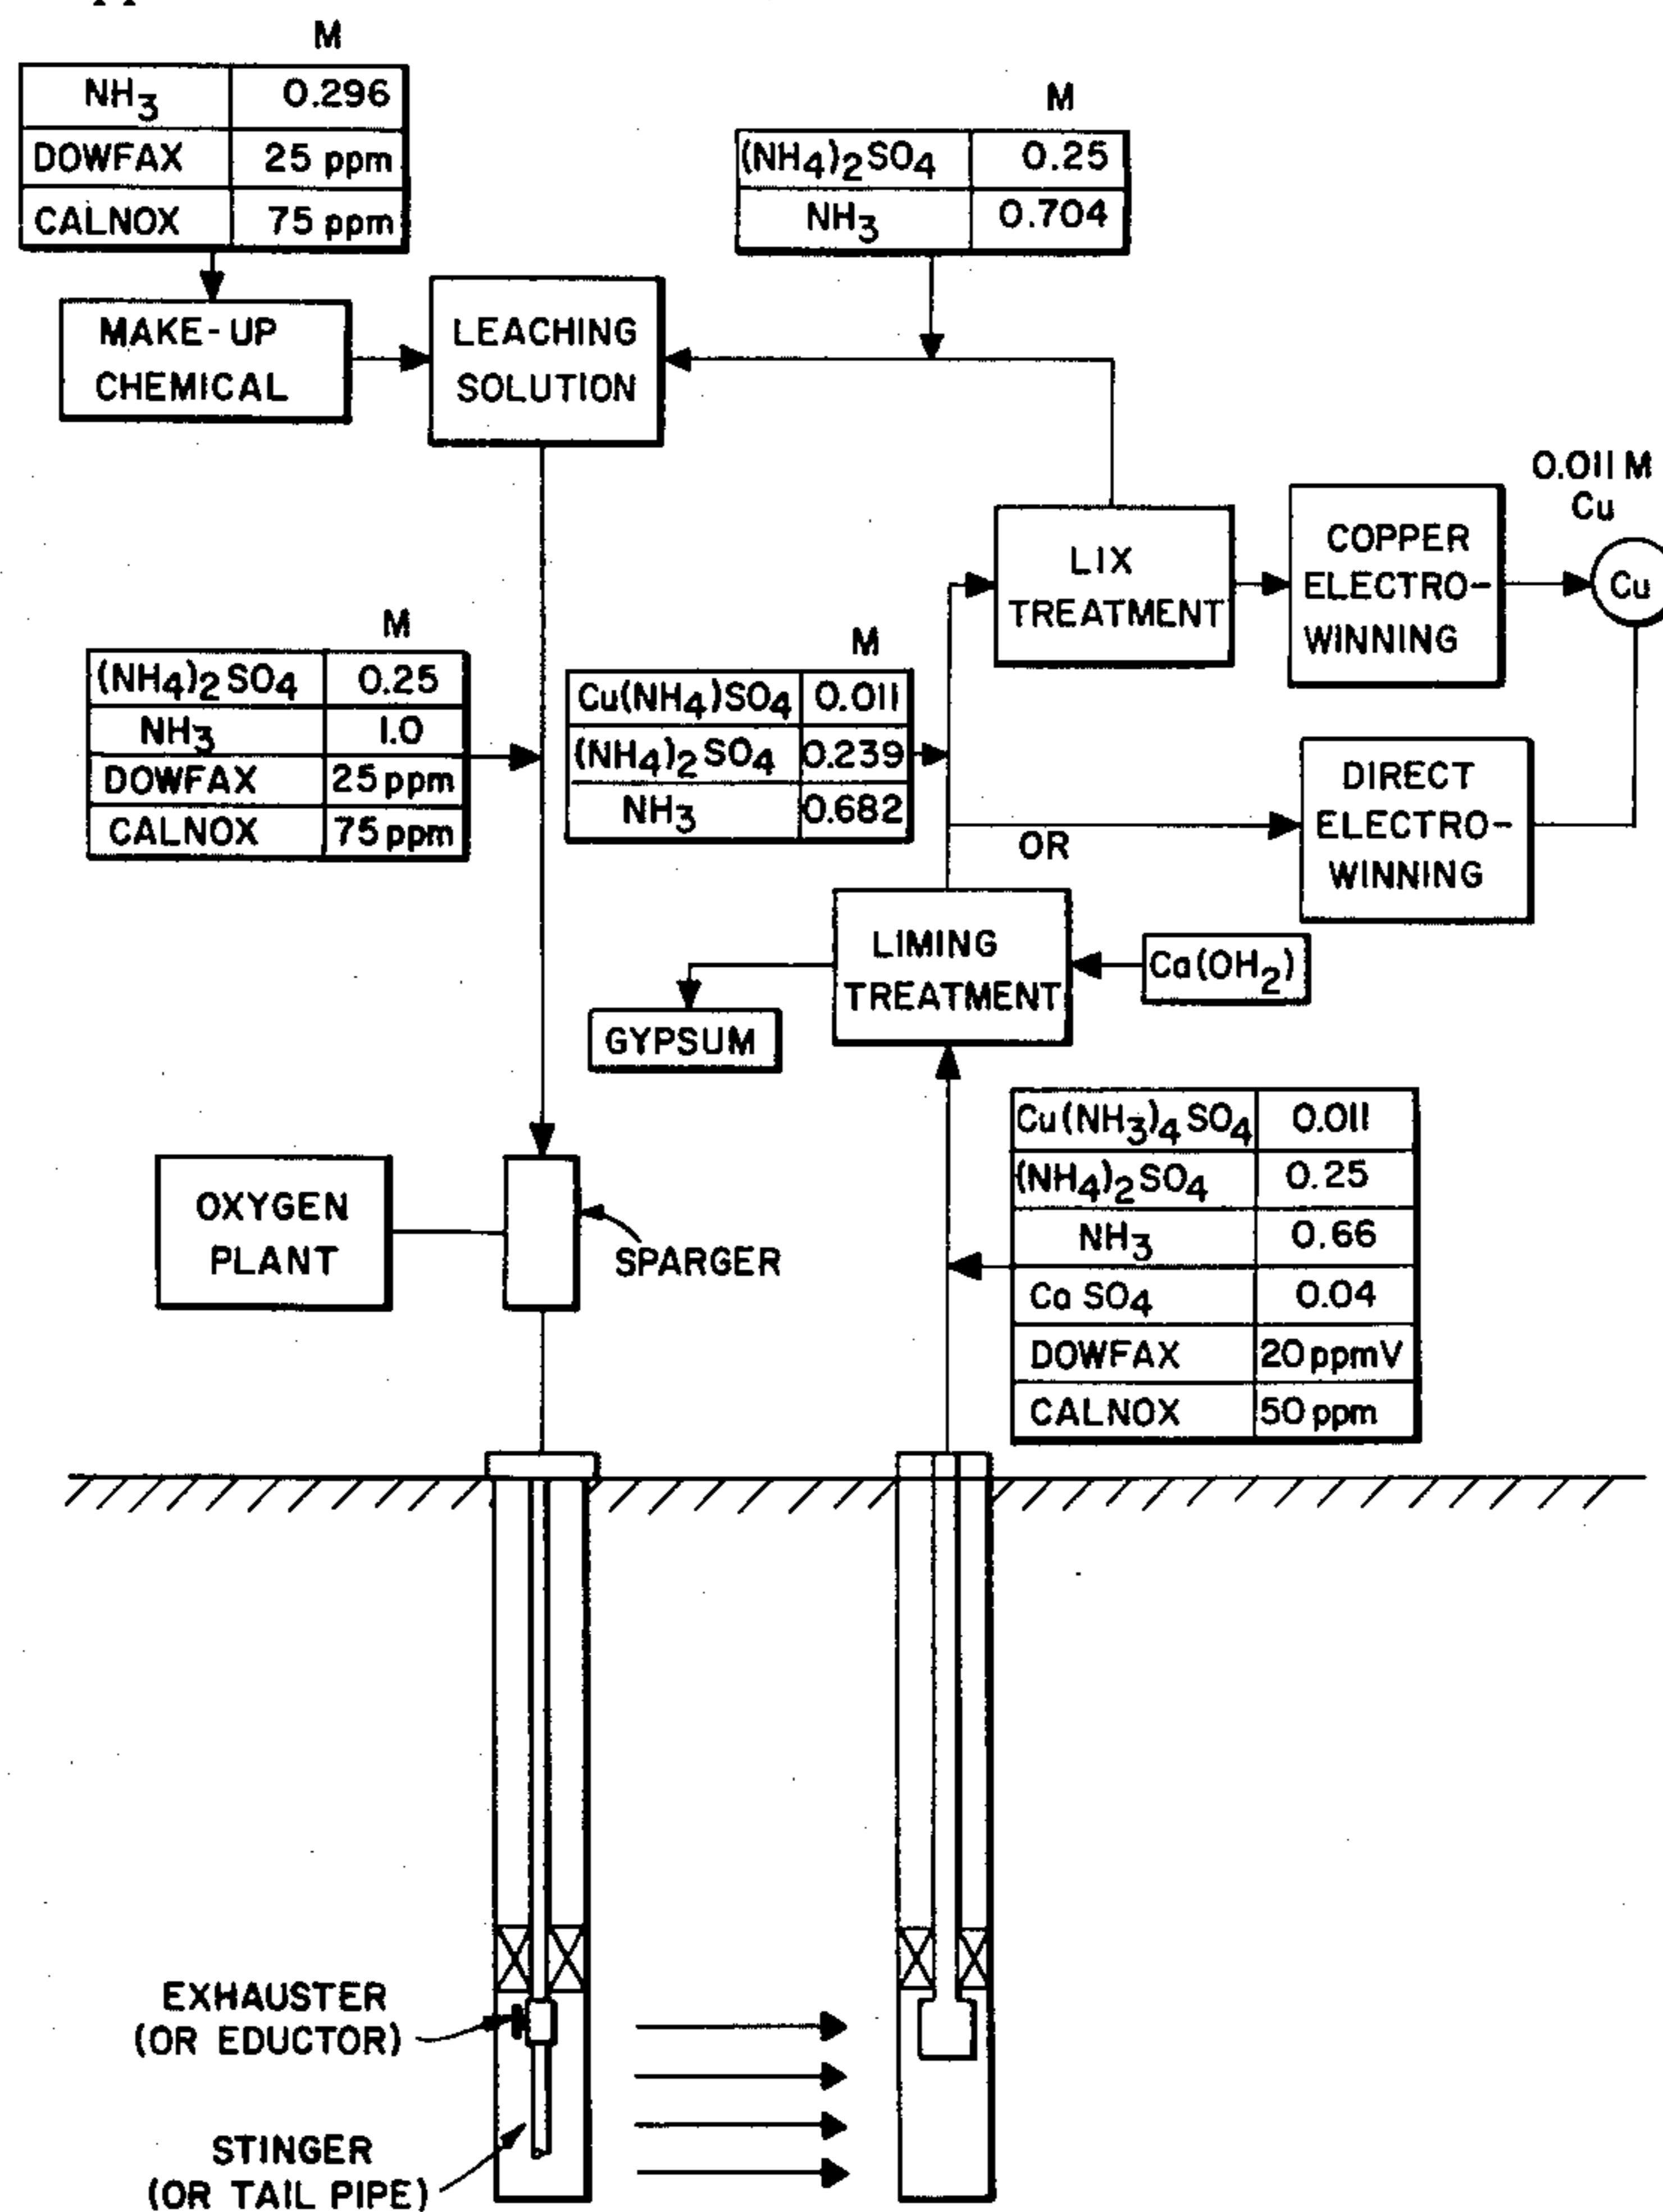 M
NH3 0.296
DOWFAX 25 ppm
CALNOX 75 ppm
M
(NH4)2SO4 0.25
NH3 0.704
MAKE-UP
CHEMICAL
LEACHING
SOLUTION
0.011 M
Cu
LIX
TREATMENT
COPPER
ELECTRO-
WINNING
Cu
M
(NH4)2SO4 0.25
NH3 1.0
DOWFAX 25 ppm
CALNOX 75 ppm
M
Cu(NH4)SO4 0.011
(NH4)2SO4 0.239
NH3 0.682
OR
DIRECT
ELECTRO-
WINNING
LIMING
TREATMENT
Ca(OH2)
GYPSUM
OXYGEN
PLANT
SPARGER
Cu(NH3)4SO4 0.011
(NH4)2SO4 0.25
NH3 0.66
Ca SO4 0.04
DOWFAX 20 ppmV
CALNOX 50 ppm
EXHAUSTER
(OR EDUCTOR)
STINGER
(OR TAIL PIPE)